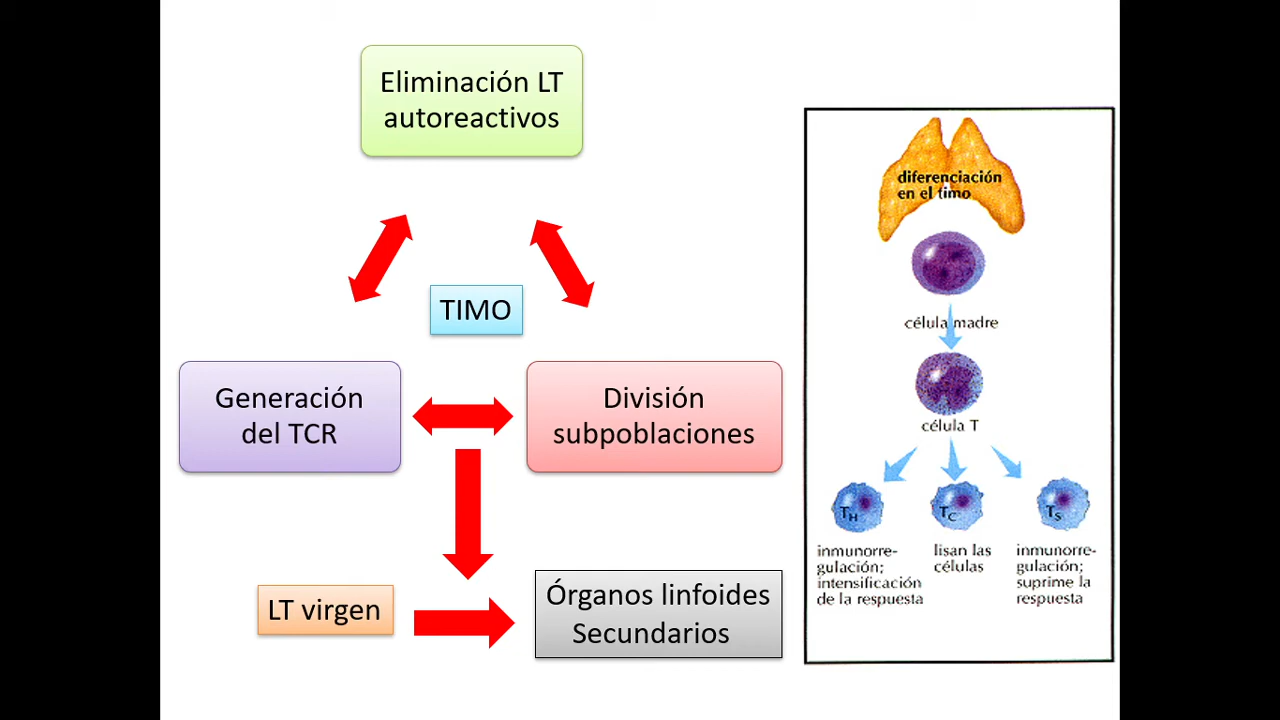 Eliminación LT
autoreactivos
TIMO
Generación
del TCR
División
subpoblaciones
LT virgen
Órganos linfoides
Secundarios
diferenciación
en el timo
célula madre
célula T
TH
TC
TS
inmunorre-
gulación;
intensificación
de la respuesta
lisan las
células
inmunorre-
gulación;
suprime la
respuesta